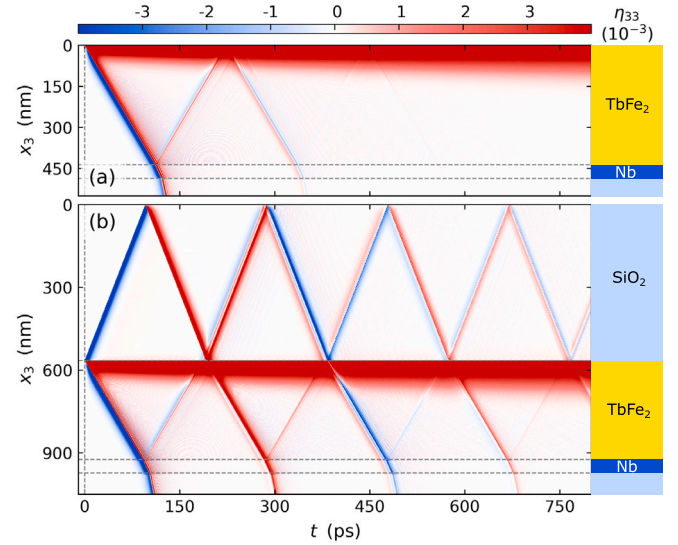 -3 -2 -1 0 1 2 3 η33
(10⁻³)
0
150
300
450
x3 (nm)
(a)
TbFe2
Nb
0
300
600
900
x3 (nm)
(b)
SiO2
TbFe2
Nb
0 150 300 450 600 750
t (ps)